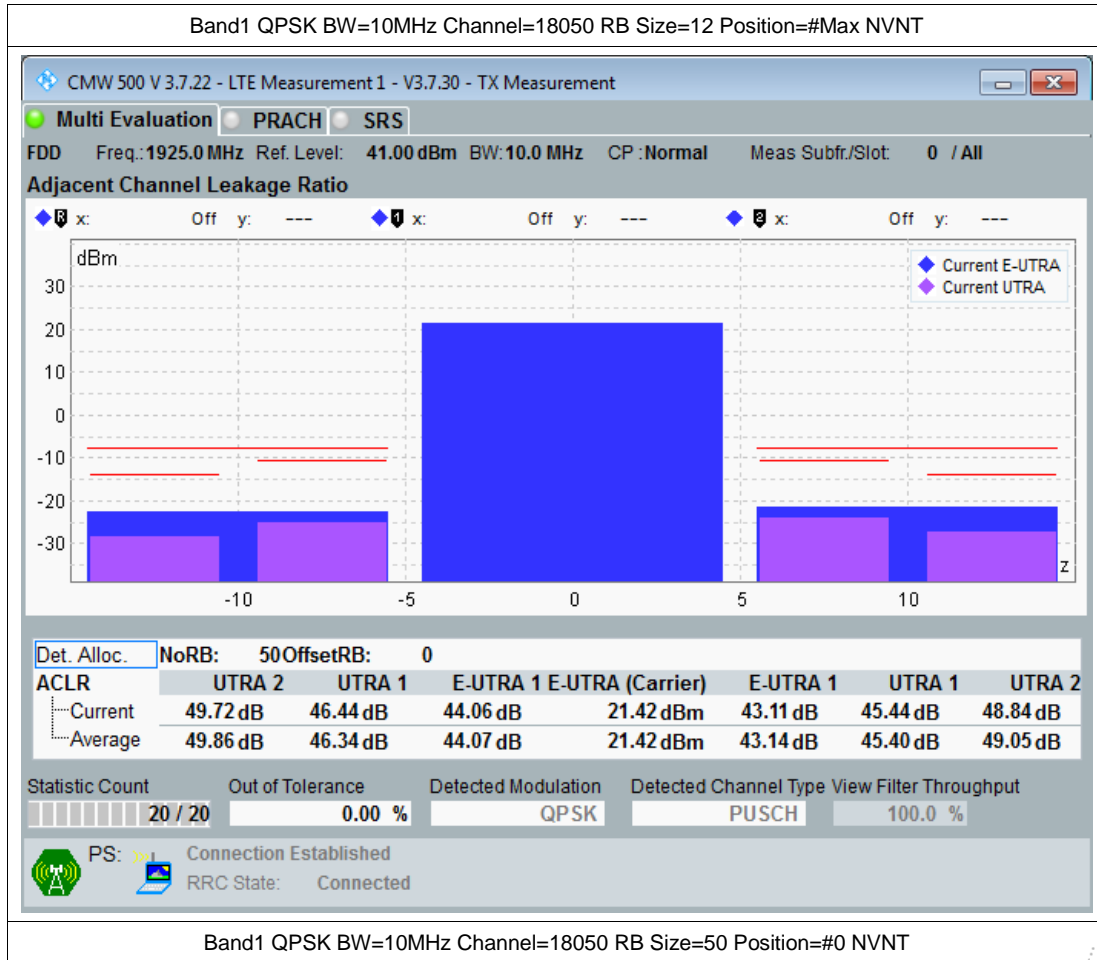 Band1 QPSK BW=10MHz Channel=18050 RB Size=12 Position=#Max NVNT
CMW 500 V 3.7.22 - LTE Measurement 1 - V3.7.30 - TX Measurement
Multi Evaluation PRACH SRS
FDD Freq.:1925.0 MHz Ref. Level: 41.00 dBm BW:10.0 MHz CP :Normal Meas Subfr./Slot: 0 / All
Adjacent Channel Leakage Ratio
R x: Off y: --- 1 x: Off y: --- 2 x: Off y: ---
dBm
Current E-UTRA
Current UTRA
30
20
10
0
-10
-20
-30
z
-10 -5 0 5 10
Det. Alloc. NoRB: 50 OffsetRB: 0
ACLR UTRA 2 UTRA 1 E-UTRA 1 E-UTRA (Carrier) E-UTRA 1 UTRA 1 UTRA 2
Current 49.72 dB 46.44 dB 44.06 dB 21.42 dBm 43.11 dB 45.44 dB 48.84 dB
Average 49.86 dB 46.34 dB 44.07 dB 21.42 dBm 43.14 dB 45.40 dB 49.05 dB
Statistic Count Out of Tolerance Detected Modulation Detected Channel Type View Filter Throughput
20 / 20 0.00 % QPSK PUSCH 100.0 %
PS: Connection Established
RRC State: Connected
Band1 QPSK BW=10MHz Channel=18050 RB Size=50 Position=#0 NVNT